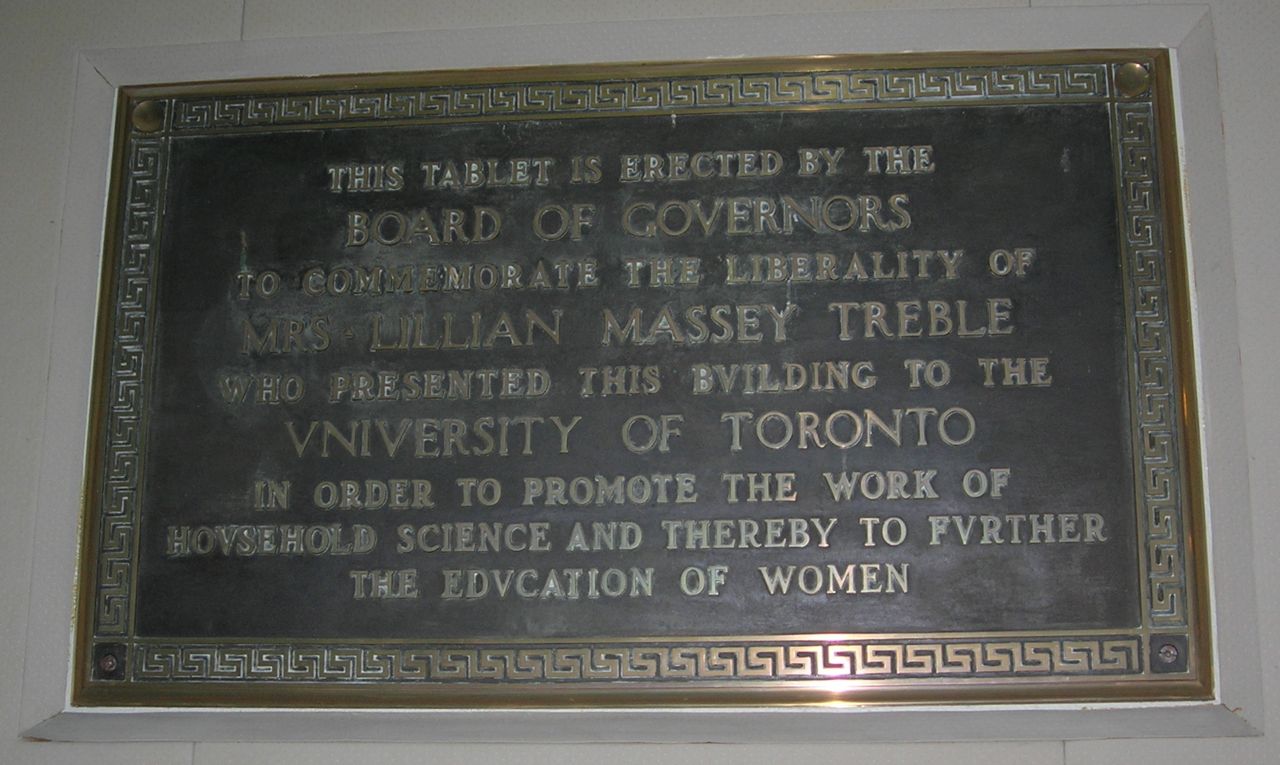 THIS TABLET IS ERECTED BY THE
BOARD OF GOVERNORS
TO COMMEMORATE THE LIBERALITY OF
MRS · LILLIAN MASSEY TREBLE
WHO PRESENTED THIS BVILDING TO THE
VNIVERSITY OF TORONTO
IN ORDER TO PROMOTE THE WORK OF
HOVSEHOLD SCIENCE AND THEREBY TO FVRTHER
THE EDVCATION OF WOMEN